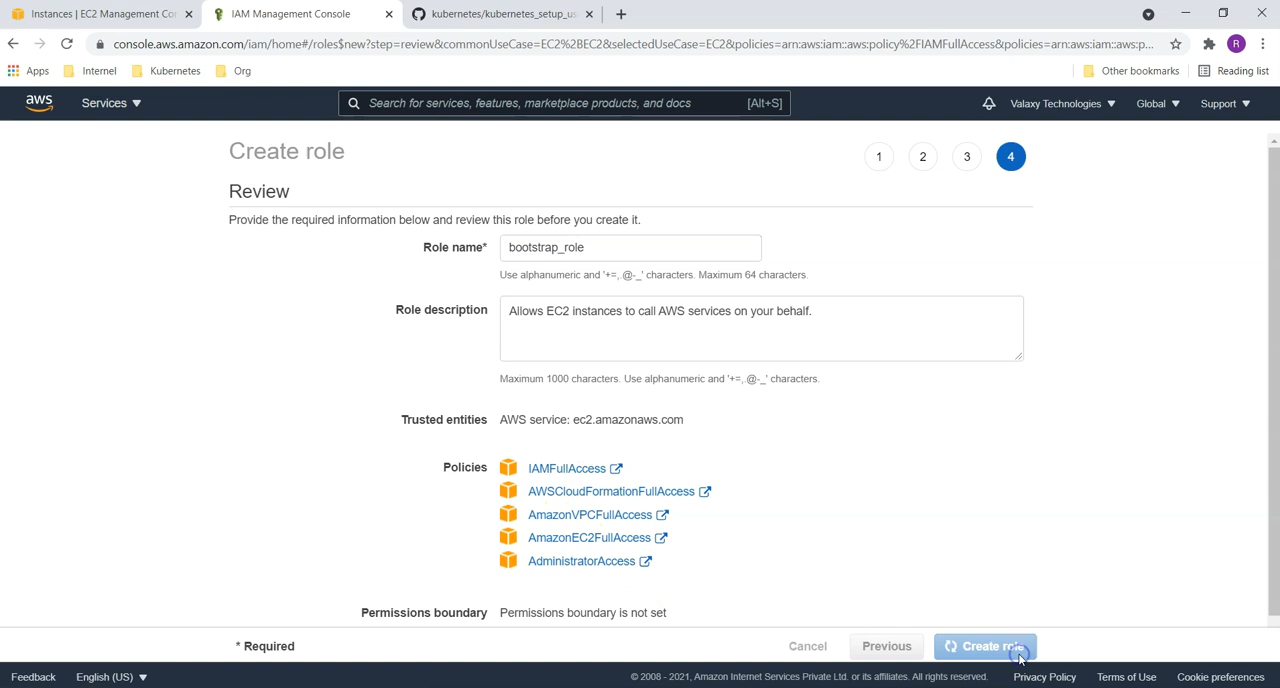 Instances | EC2 Management Con
IAM Management Console
kubernetes/kubernetes_setup_us
console.aws.amazon.com/iam/home#/roles$new?step=review&commonUseCase=EC2%2BEC2&selectedUseCase=EC2&policies=arn:aws:iam::aws:policy%2FIAMFullAccess&policies=arn:aws:iam::aws:p...
R
Apps Internel Kubernetes Org Other bookmarks Reading list
aws Services Search for services, features, marketplace products, and docs [Alt+S] Valaxy Technologies Global Support
Create role 1 2 3 4
Review
Provide the required information below and review this role before you create it.
Role name* bootstrap_role
Use alphanumeric and '+=,.@-_' characters. Maximum 64 characters.
Role description Allows EC2 instances to call AWS services on your behalf.
Maximum 1000 characters. Use alphanumeric and '+=,.@-_' characters.
Trusted entities AWS service: ec2.amazonaws.com
Policies IAMFullAccess
AWSCloudFormationFullAccess
AmazonVPCFullAccess
AmazonEC2FullAccess
AdministratorAccess
Permissions boundary Permissions boundary is not set
* Required Cancel Previous Create role
Feedback English (US) © 2008 - 2021, Amazon Internet Services Private Ltd. or its affiliates. All rights reserved. Privacy Policy Terms of Use Cookie preferences